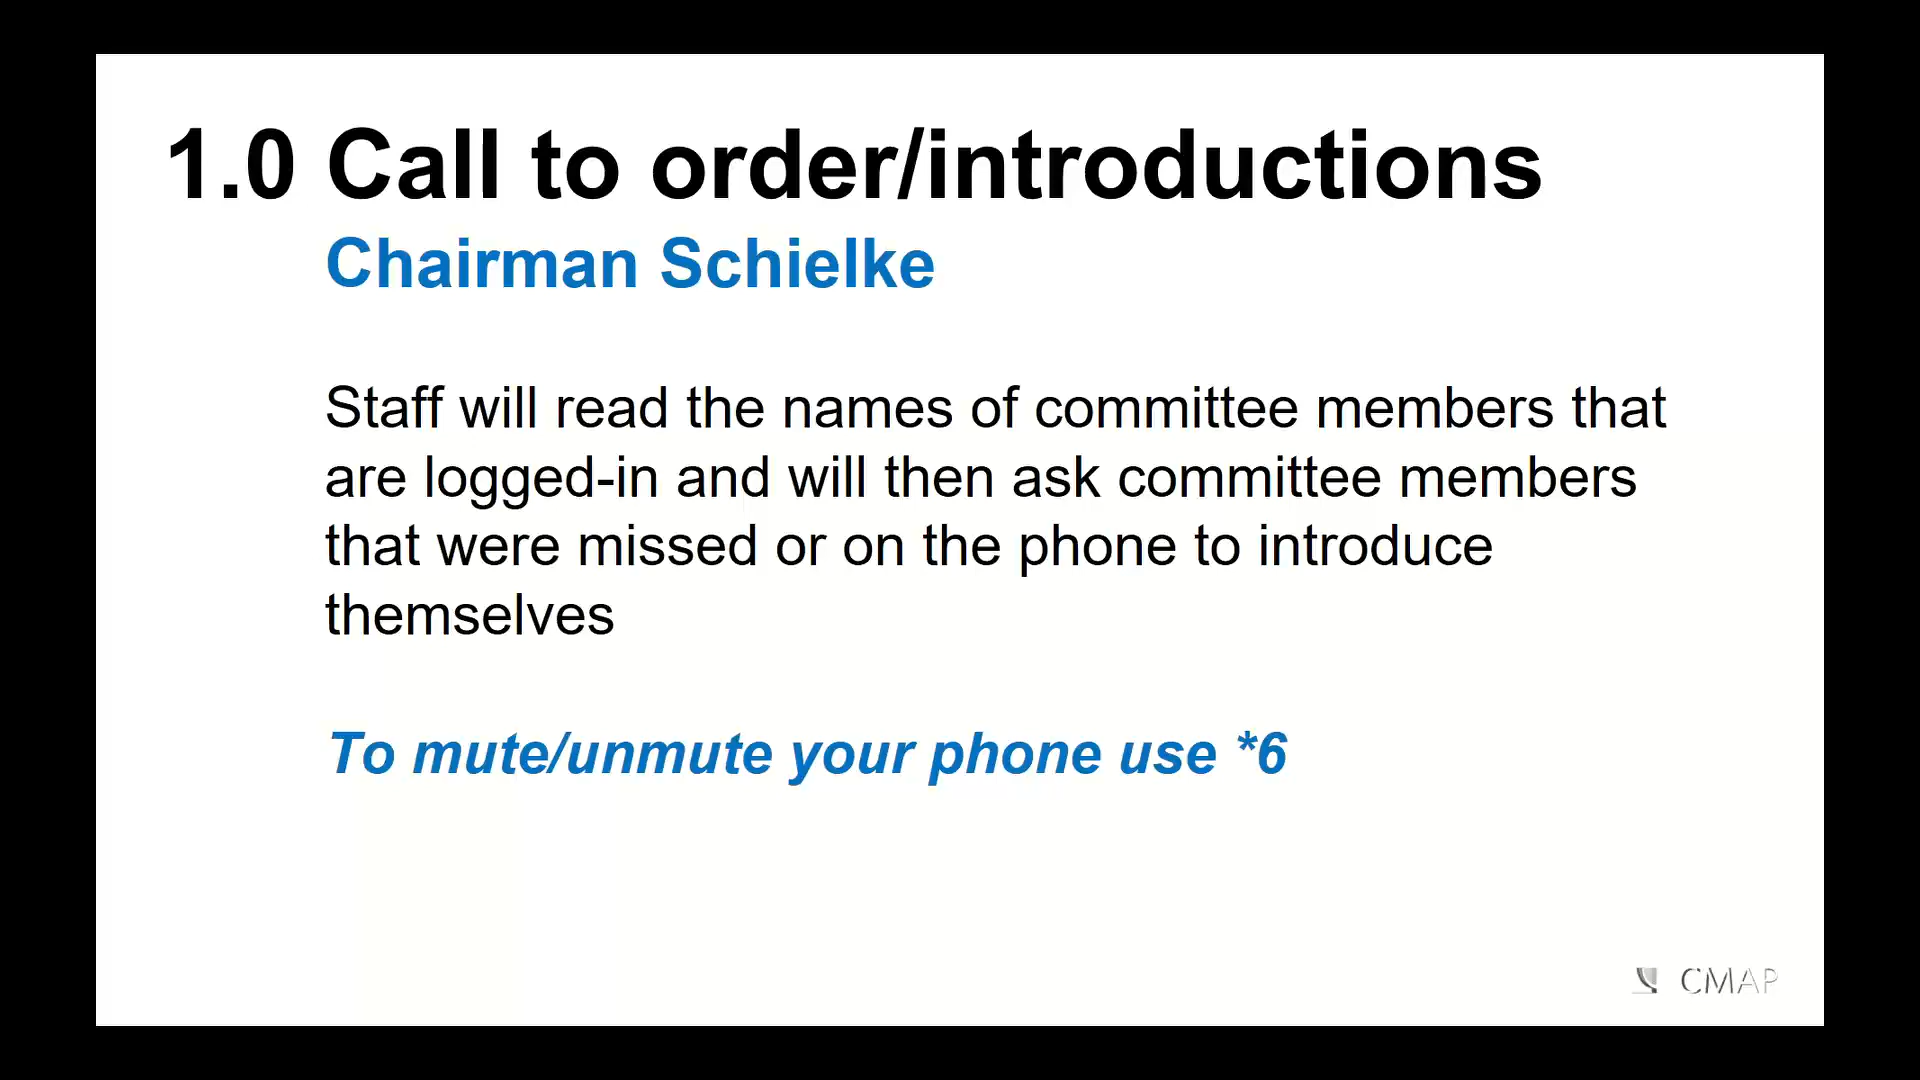 1.0 Call to order/introductions
Chairman Schielke
Staff will read the names of committee members that
are logged-in and will then ask committee members
that were missed or on the phone to introduce
themselves
To mute/unmute your phone use *6
CMAP